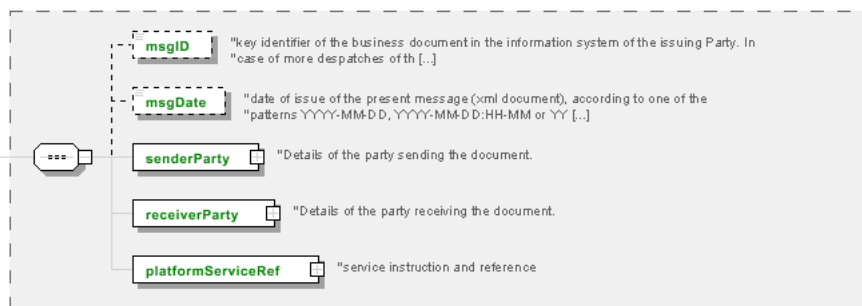 msgID
"key identifier of the business document in the information system of the issuing Party. In
"case of more despatches of th [...]
msgDate
"date of issue of the present message (xml document), according to one of the
"patterns YYYY-MM-DD, YYYY-MM-DD:HH-MM or YY [...]
senderParty
"Details of the party sending the document.
receiverParty
"Details of the party receiving the document.
platformServiceRef
"service instruction and reference